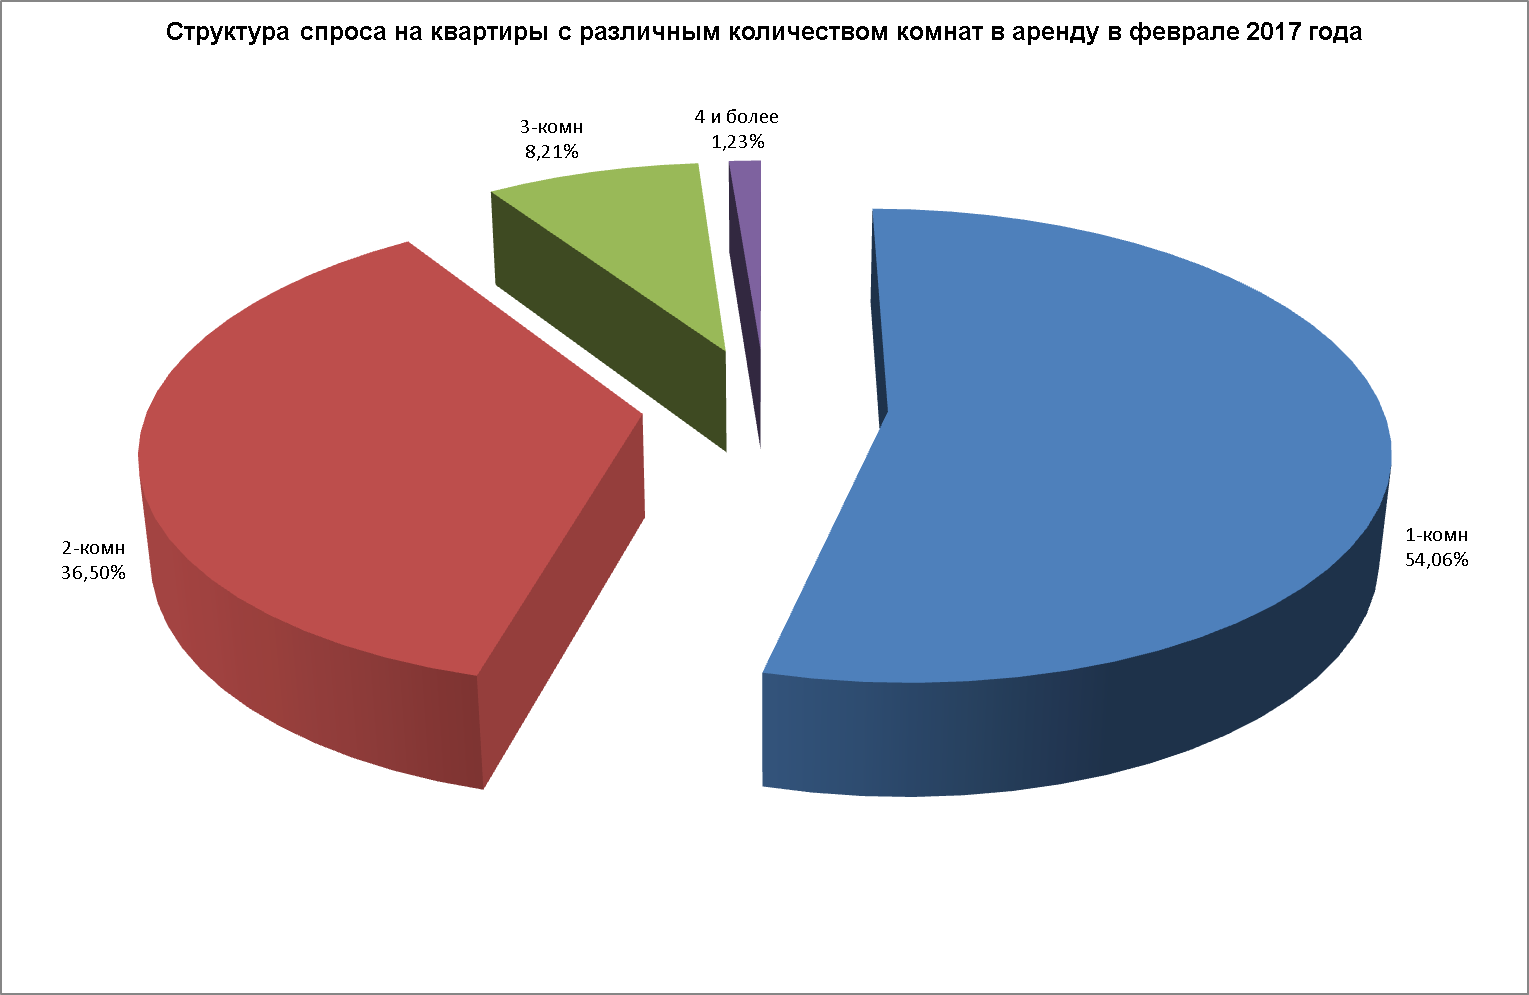 Структура спроса на квартиры с различным количеством комнат в аренду в феврале 2017 года
4 и более
1,23%
3-комн
8,21%
1-комн
54,06%
2-комн
36,50%